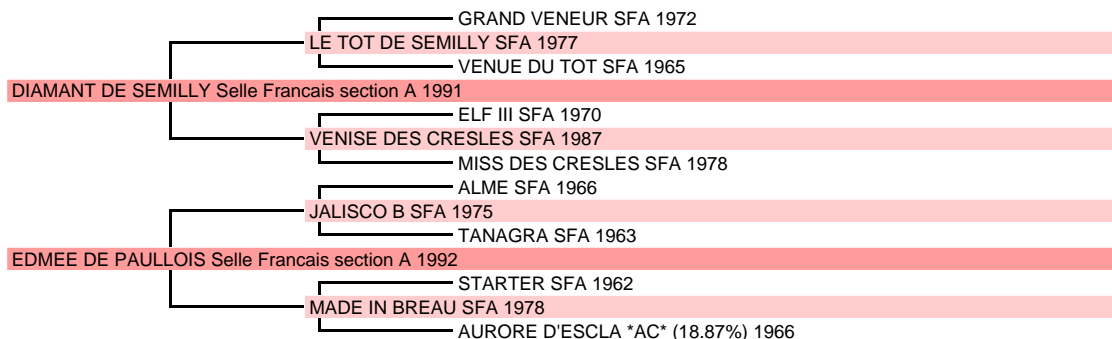 GRAND VENEUR SFA 1972
LE TOT DE SEMILLY SFA 1977
VENUE DU TOT SFA 1965
DIAMANT DE SEMILLY Selle Francais section A 1991
ELF III SFA 1970
VENISE DES CRESLES SFA 1987
MISS DES CRESLES SFA 1978
ALME SFA 1966
JALISCO B SFA 1975
TANAGRA SFA 1963
EDMEE DE PAULLOIS Selle Francais section A 1992
STARTER SFA 1962
MADE IN BREAU SFA 1978
AURORE D'ESCLA *AC* (18.87%) 1966